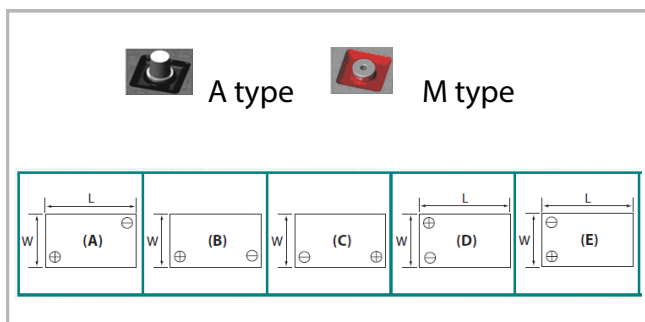 A type M type
L L L
W (A) W (B) W (C) W (D) W (E)
⊖ ⊕ ⊖
⊕ ⊕ ⊖ ⊖ ⊕ ⊖ ⊕